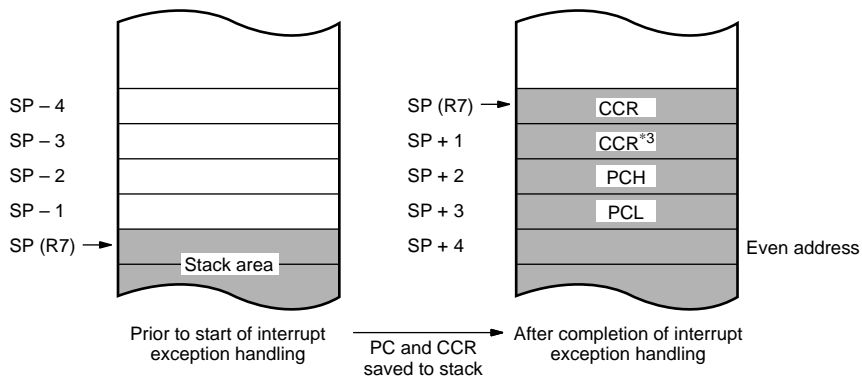 SP – 4
SP – 3
SP – 2
SP – 1
SP (R7)
Stack area
SP (R7)
SP + 1
SP + 2
SP + 3
SP + 4
CCR
CCR*3
PCH
PCL
Even address
Prior to start of interrupt
exception handling
PC and CCR
saved to stack
After completion of interrupt
exception handling